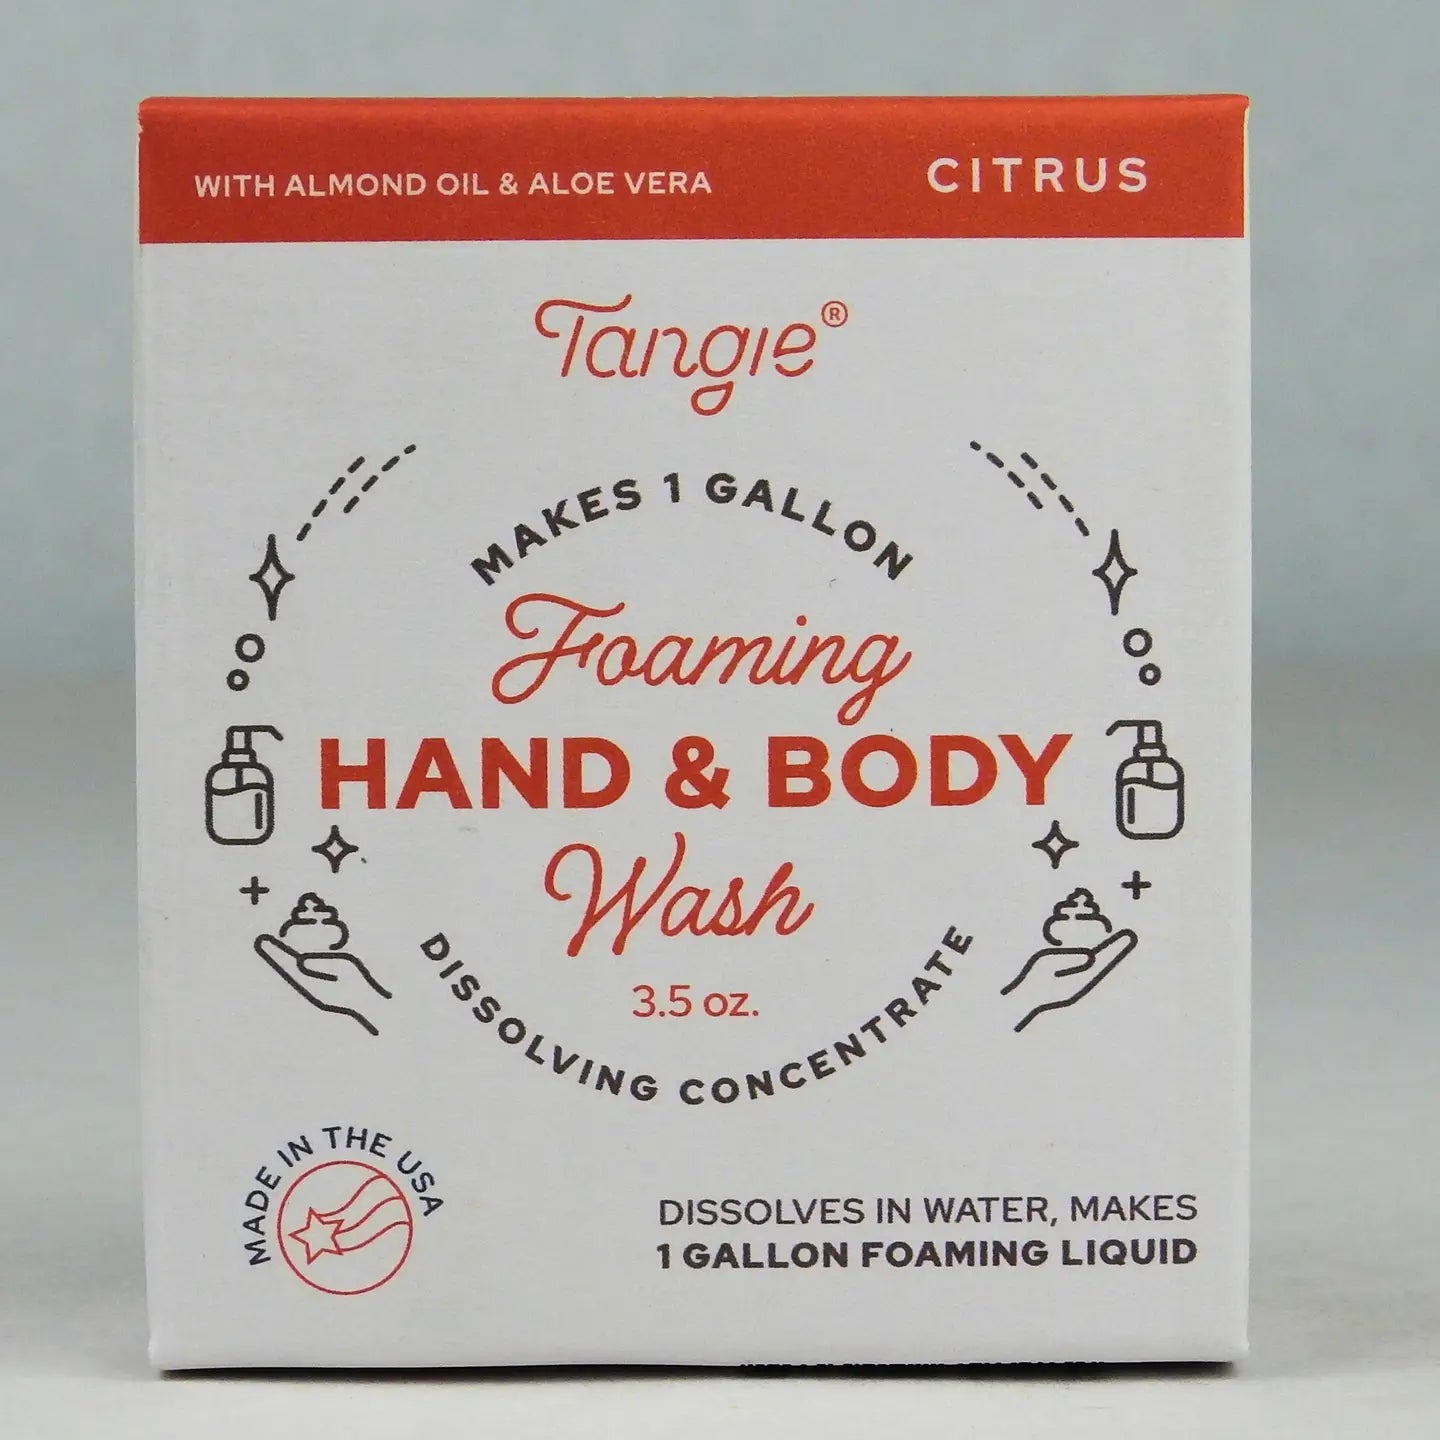 WITH ALMOND OIL & ALOE VERA
CITRUS
Tangie®
MAKES 1 GALLON
Foaming
HAND & BODY
Wash
3.5 oz.
DISSOLVING CONCENTRATE
MADE IN THE USA
DISSOLVES IN WATER, MAKES
1 GALLON FOAMING LIQUID